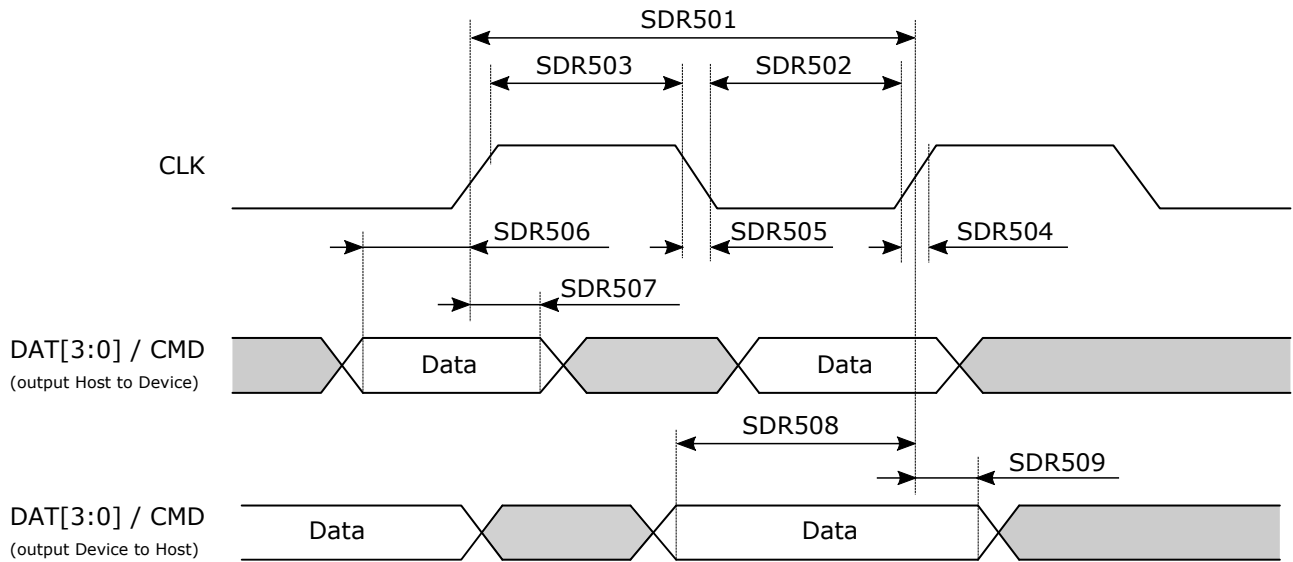 SDR501
SDR503 SDR502
CLK
SDR506 SDR505 SDR504
SDR507
DAT[3:0] / CMD
(output Host to Device)
Data Data
SDR508
SDR509
DAT[3:0] / CMD
(output Device to Host)
Data Data